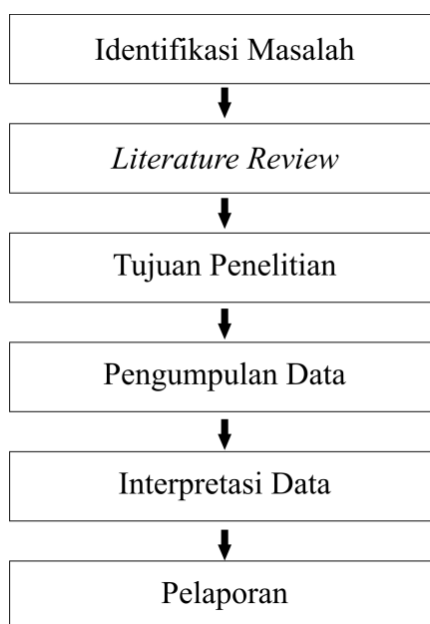 Identifikasi Masalah
Literature Review
Tujuan Penelitian
Pengumpulan Data
Interpretasi Data
Pelaporan